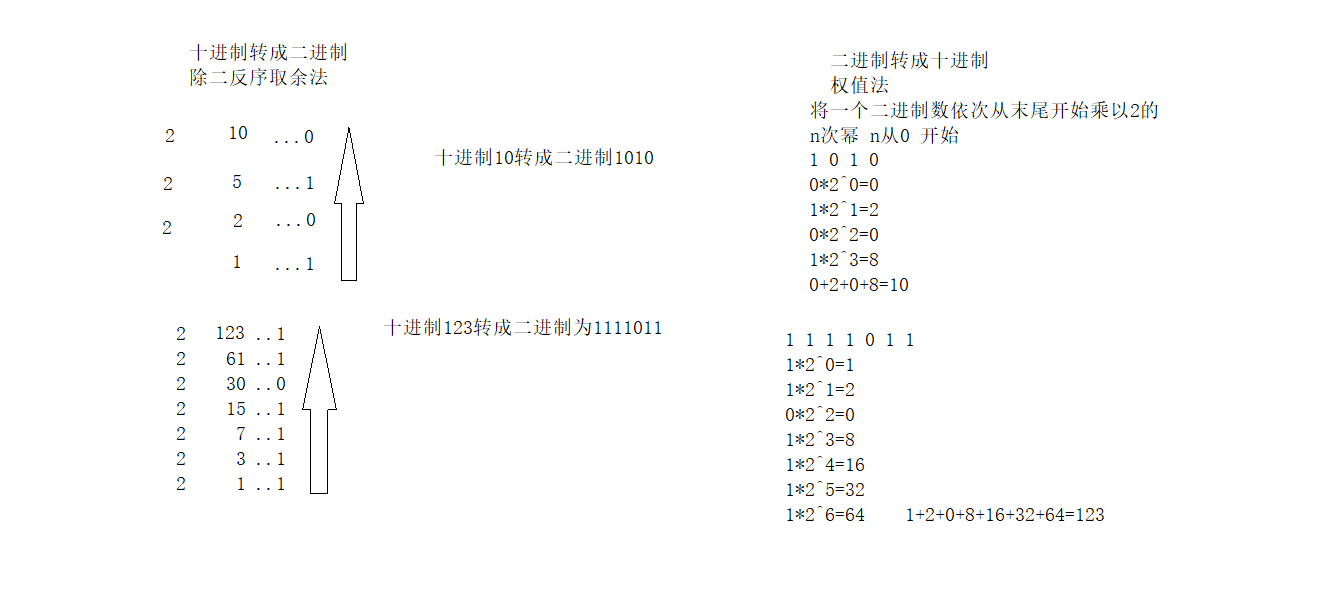 十进制转成二进制
除二反序取余法
2 10 ...0
十进制10转成二进制1010
2 5 ...1
2 2 ...0
1 ...1
十进制123转成二进制为1111011
2 123 ..1
2 61 ..1
2 30 ..0
2 15 ..1
2 7 ..1
2 3 ..1
2 1 ..1
二进制转成十进制
权值法
将一个二进制数依次从末尾开始乘以2的
n次幂 n从0 开始
1 0 1 0
0*2^0=0
1*2^1=2
0*2^2=0
1*2^3=8
0+2+0+8=10
1 1 1 1 0 1 1
1*2^0=1
1*2^1=2
0*2^2=0
1*2^3=8
1*2^4=16
1*2^5=32
1*2^6=64 1+2+0+8+16+32+64=123